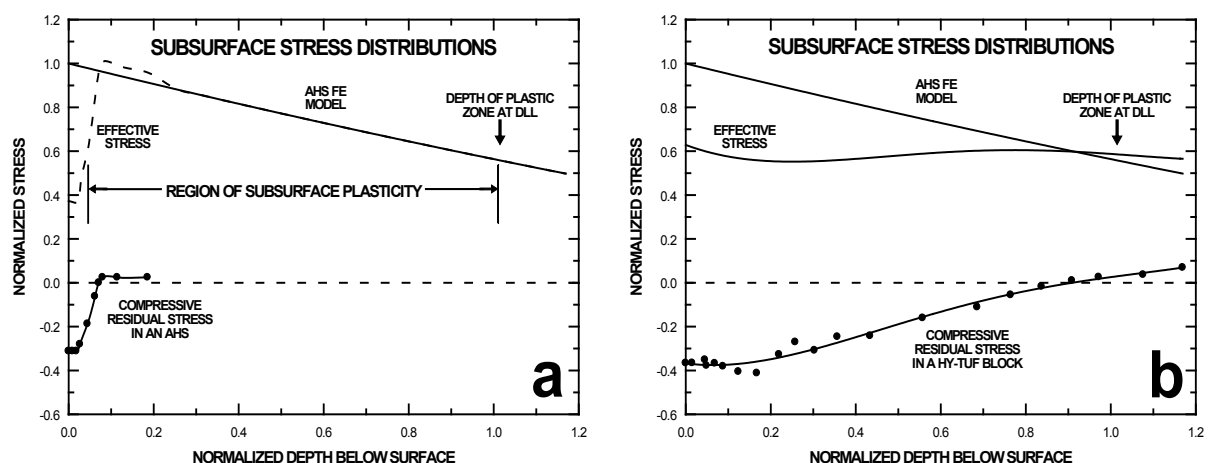 SUBSURFACE STRESS DISTRIBUTIONS
AHS FE
MODEL
DEPTH OF PLASTIC
ZONE AT DLL
EFFECTIVE
STRESS
REGION OF SUBSURFACE PLASTICITY
COMPRESSIVE
RESIDUAL STRESS
IN AN AHS
a
NORMALIZED STRESS
1.2
1.0
0.8
0.6
0.4
0.2
0.0
-0.2
-0.4
-0.6
0.0 0.2 0.4 0.6 0.8 1.0 1.2
NORMALIZED DEPTH BELOW SURFACE
SUBSURFACE STRESS DISTRIBUTIONS
AHS FE
MODEL
DEPTH OF PLASTIC
ZONE AT DLL
EFFECTIVE STRESS
COMPRESSIVE
RESIDUAL STRESS
IN A HY-TUF BLOCK
b
NORMALIZED STRESS
1.2
1.0
0.8
0.6
0.4
0.2
0.0
-0.2
-0.4
-0.6
0.0 0.2 0.4 0.6 0.8 1.0 1.2
NORMALIZED DEPTH BELOW SURFACE